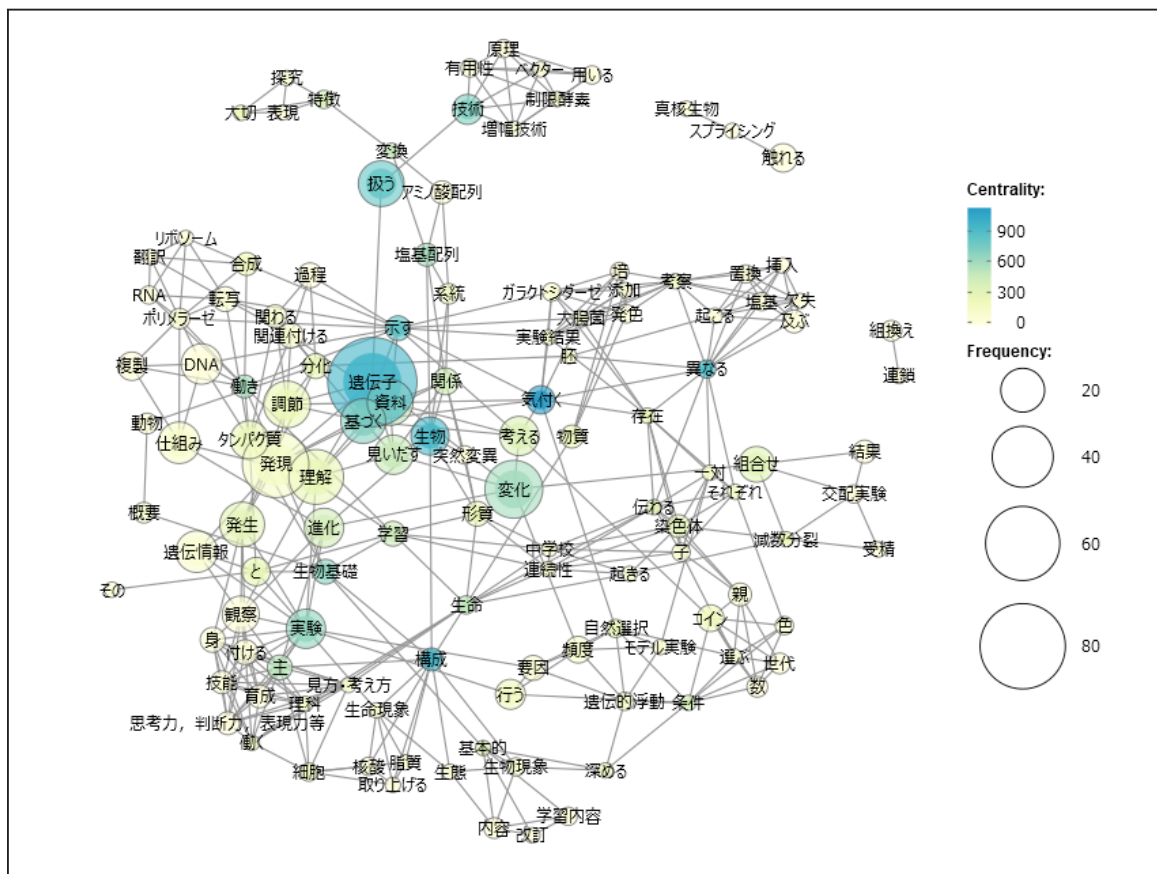 原理
有用性
ベクター
用いる
探究
特徴
技術
制限酵素
大切
表現
増幅技術
真核生物
スプライシング
触れる
変換
扱う
アミノ酸配列
Centrality:
900
600
300
0
リボソーム
翻訳
合成
過程
塩基配列
RNA
転写
系統
ポリメラーゼ
関わる
関連付ける
示す
培
ガラクトシダーゼ
添加
考察
置換
挿入
大腸菌
発色
起こる
塩基
欠失
及ぶ
実験結果
胚
組換え
連鎖
Frequency:
20
40
60
80
複製
DNA
分化
遺伝子
関係
異なる
働き
調節
資料
気付く
動物
基づく
存在
仕組み
タンパク質
生物
考える
物質
発現
理解
見いだす
突然変異
変化
一対
組合せ
結果
それぞれ
交配実験
概要
発生
進化
学習
形質
伝わる
染色体
減数分裂
受精
遺伝情報
中学校
子
と
生物基礎
連続性
起きる
その
観察
実験
生命
親
コイン
色
身
自然選択
付ける
頻度
モデル実験
選ぶ
世代
主
構成
要因
数
技能
育成
見方・考え方
行う
遺伝的浮動
条件
理科
生命現象
思考力，判断力，表現力等
働く
基本的
細胞
核酸
脂質
生態
生物現象
深める
取り上げる
学習内容
内容
改訂